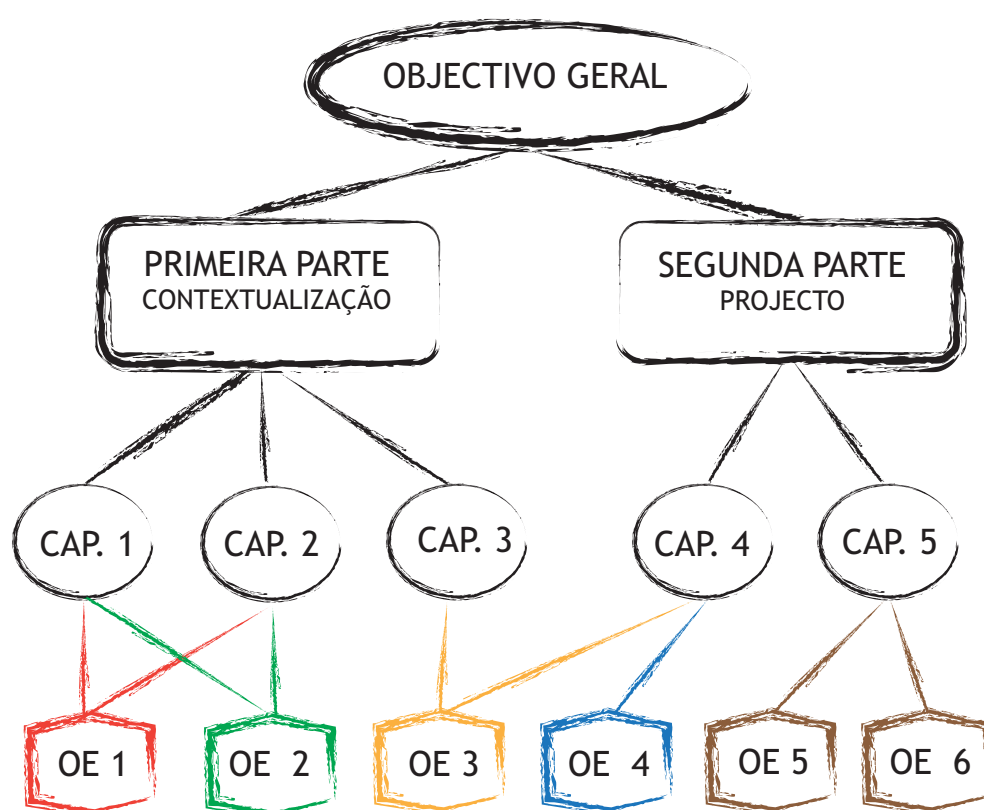 OBJECTIVO GERAL
PRIMEIRA PARTE
CONTEXTUALIZAÇÃO
SEGUNDA PARTE
PROJECTO
CAP. 1
CAP. 2
CAP. 3
CAP. 4
CAP. 5
OE 1
OE 2
OE 3
OE 4
OE 5
OE 6